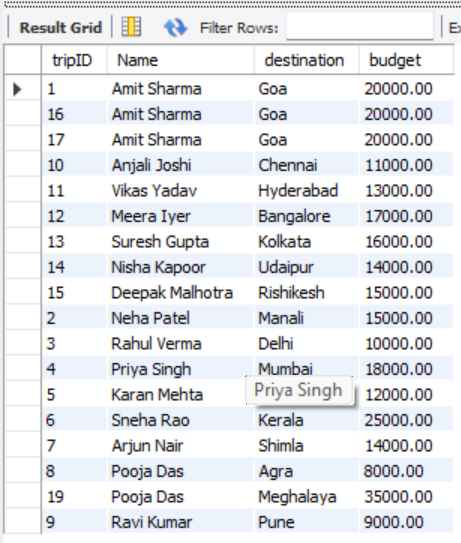 Result Grid Filter Rows: E
tripID Name destination budget
1 Amit Sharma Goa 20000.00
16 Amit Sharma Goa 20000.00
17 Amit Sharma Goa 20000.00
10 Anjali Joshi Chennai 11000.00
11 Vikas Yadav Hyderabad 13000.00
12 Meera Iyer Bangalore 17000.00
13 Suresh Gupta Kolkata 16000.00
14 Nisha Kapoor Udaipur 14000.00
15 Deepak Malhotra Rishikesh 15000.00
2 Neha Patel Manali 15000.00
3 Rahul Verma Delhi 10000.00
4 Priya Singh Mumbai 18000.00
5 Karan Mehta Priya Singh 12000.00
6 Sneha Rao Kerala 25000.00
7 Arjun Nair Shimla 14000.00
8 Pooja Das Agra 8000.00
19 Pooja Das Meghalaya 35000.00
9 Ravi Kumar Pune 9000.00